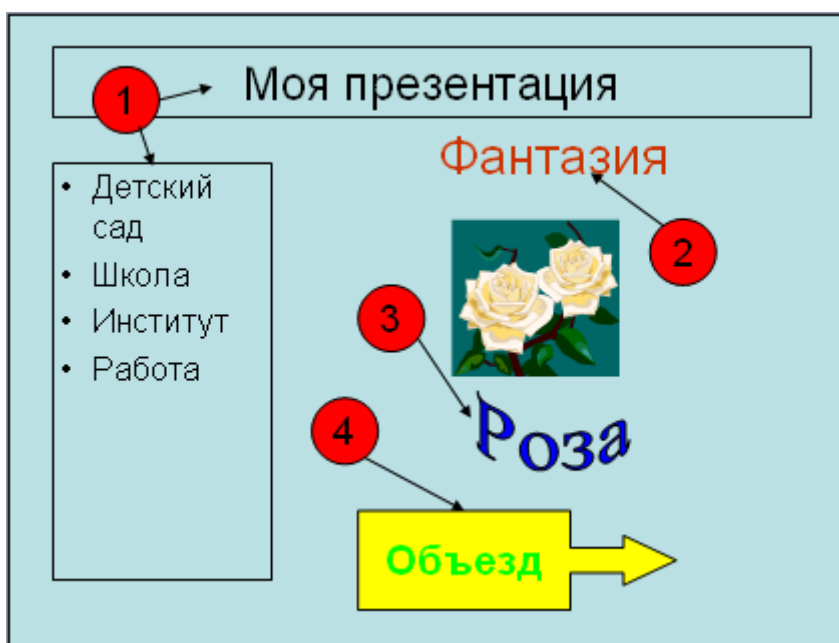 Моя презентация
1
Фантазия
• Детский
сад
• Школа
• Институт
• Работа
2
3
Роза
4
Объезд